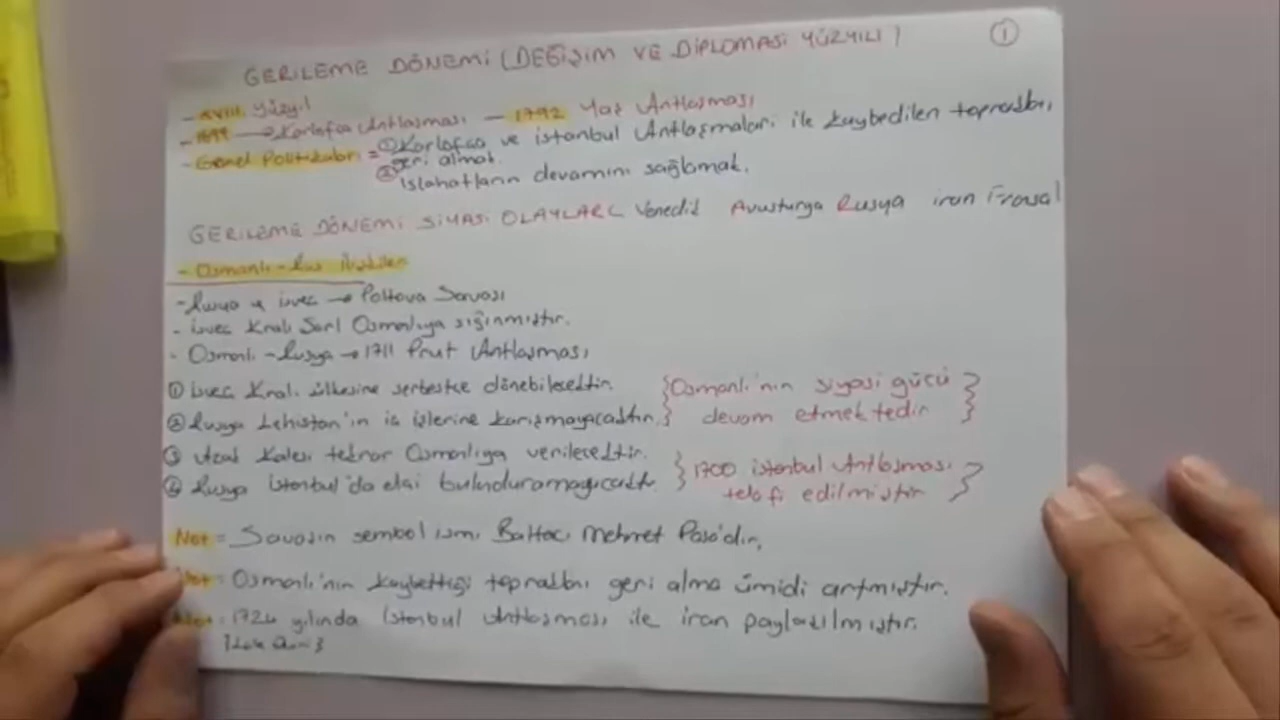 1
GERİLEME DÖNEMİ (DEĞİŞİM VE DİPLOMASİ YÜZYILI)
- XVIII. Yüzyıl
- 1699 → Karlofça Antlaşması - 1792 Yaş Antlaşması
- Genel Politikaları = ① Karlofça ve İstanbul Antlaşmaları ile kaybedilen toprakları
geri almak.
② Islahatların devamını sağlamak.
GERİLEME DÖNEMİ SİYASİ OLAYLARI Venedik Avusturya Rusya İran Fransa
- Osmanlı - Rus İlişkileri
- Rusya ve İsveç → Poltova Savaşı
- İsveç Kralı Şarl Osmanlıya sığınmıştır.
- Osmanlı - Rusya → 1711 Prut Antlaşması
① İsveç Kralı ülkesine serbestçe dönebilecektir. } Osmanlı'nın siyasi gücü }
② Rusya Lehistan'ın iç işlerine karışmayacaktır. } devam etmektedir }
③ Azak Kalesi tekrar Osmanlıya verilecektir. } 1700 İstanbul Antlaşması }
④ Rusya İstanbul'da elçi bulunduramayacaktı. } telafi edilmiştir }
Not = Savaşın sembol ismi Baltacı Mehmet Paşa'dır.
Not = Osmanlı'nın kaybettiği toprakları geri alma ümidi artmıştır.
Not = 1724 yılında İstanbul Antlaşması ile İran paylaşılmıştır.